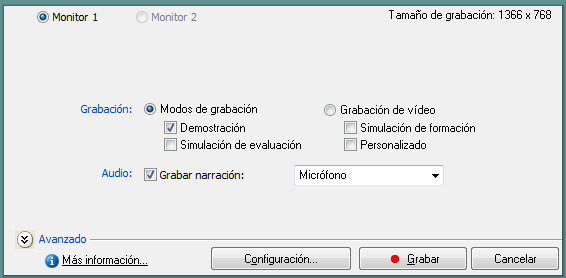 Monitor 1 Monitor 2 Tamaño de grabación: 1366 x 768
Grabación: Modos de grabación Grabación de vídeo
Demostración Simulación de formación
Simulación de evaluación Personalizado
Audio: Grabar narración: Micrófono
Avanzado
Más información... Configuración... Grabar Cancelar